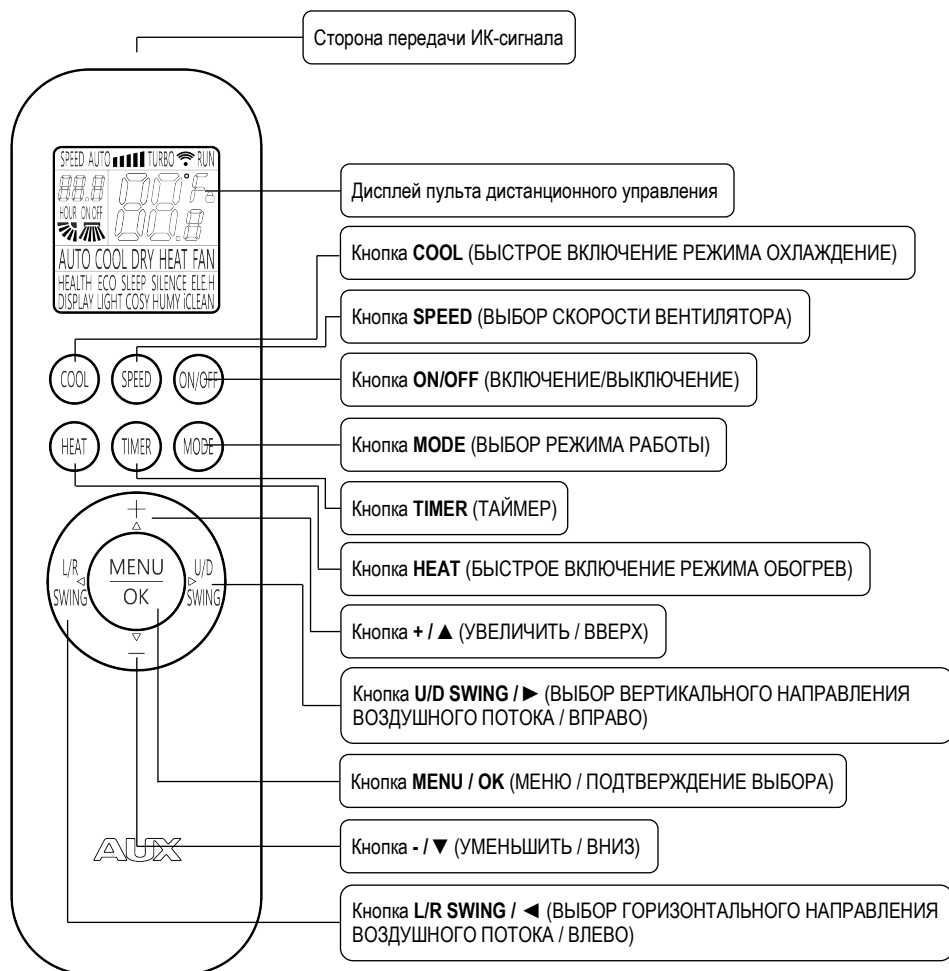 Сторона передачи ИК-сигнала
SPEED AUTO TURBO RUN
88.8 88.8 °F
HOUR ON OFF
AUTO COOL DRY HEAT FAN
HEALTH ECO SLEEP SILENCE ELE.H
DISPLAY LIGHT COSY HUMY iCLEAN
Дисплей пульта дистанционного управления
Кнопка COOL (БЫСТРОЕ ВКЛЮЧЕНИЕ РЕЖИМА ОХЛАЖДЕНИЕ)
Кнопка SPEED (ВЫБОР СКОРОСТИ ВЕНТИЛЯТОРА)
COOL SPEED ON/OFF
Кнопка ON/OFF (ВКЛЮЧЕНИЕ/ВЫКЛЮЧЕНИЕ)
HEAT TIMER MODE
Кнопка MODE (ВЫБОР РЕЖИМА РАБОТЫ)
Кнопка TIMER (ТАЙМЕР)
Кнопка HEAT (БЫСТРОЕ ВКЛЮЧЕНИЕ РЕЖИМА ОБОГРЕВ)
+
△
L/R ◁ SWING
MENU
OK
U/D ▷ SWING
▽
—
Кнопка + / ▲ (УВЕЛИЧИТЬ / ВВЕРХ)
Кнопка U/D SWING / ► (ВЫБОР ВЕРТИКАЛЬНОГО НАПРАВЛЕНИЯ
ВОЗДУШНОГО ПОТОКА / ВПРАВО)
Кнопка MENU / OK (МЕНЮ / ПОДТВЕРЖДЕНИЕ ВЫБОРА)
AUX
Кнопка - / ▼ (УМЕНЬШИТЬ / ВНИЗ)
Кнопка L/R SWING / ◄ (ВЫБОР ГОРИЗОНТАЛЬНОГО НАПРАВЛЕНИЯ
ВОЗДУШНОГО ПОТОКА / ВЛЕВО)